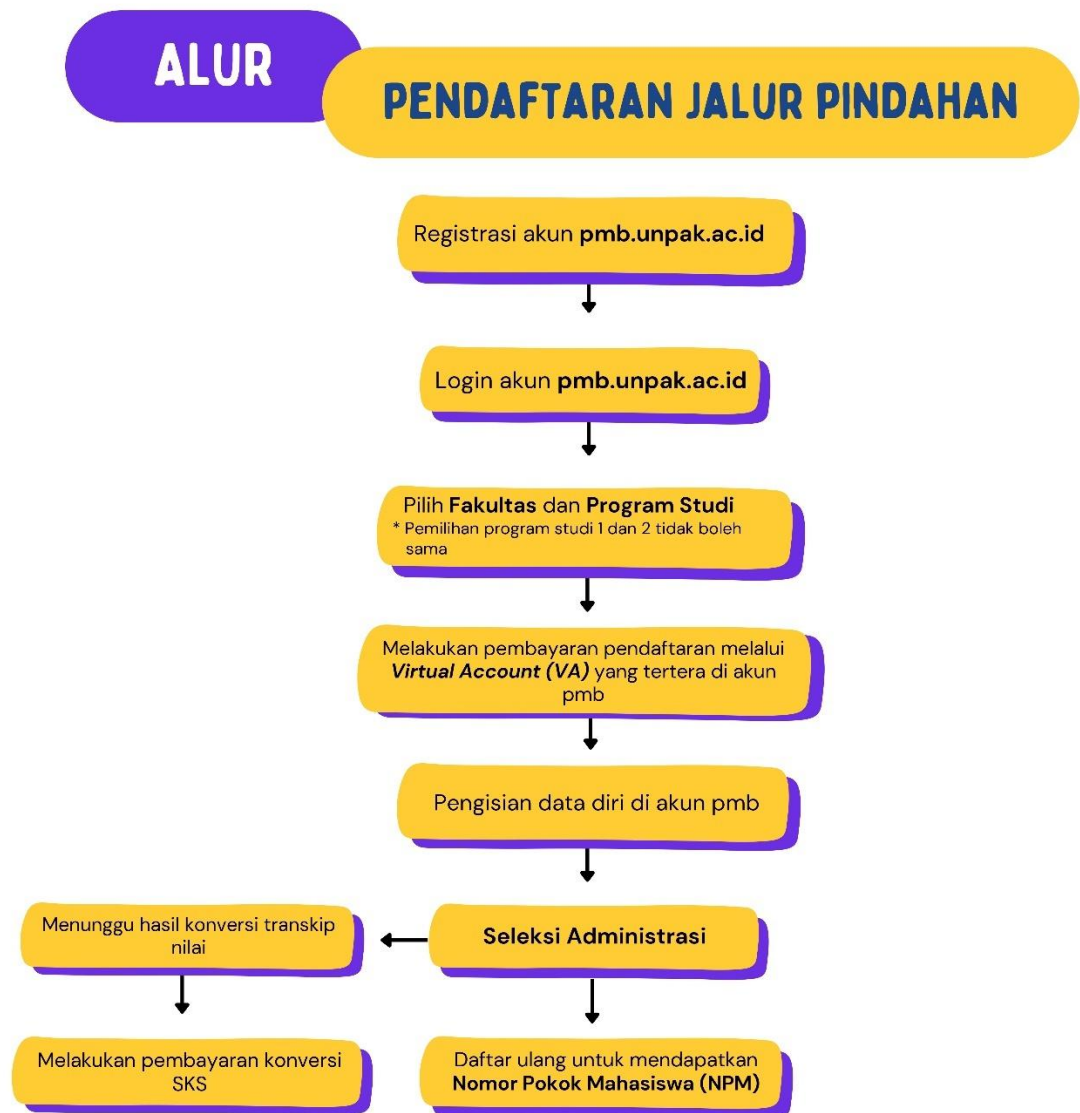 ALUR
PENDAFTARAN JALUR PINDAHAN
Registrasi akun pmb.unpak.ac.id
Login akun pmb.unpak.ac.id
Pilih Fakultas dan Program Studi
* Pemilihan program studi 1 dan 2 tidak boleh
sama
Melakukan pembayaran pendaftaran melalui
Virtual Account (VA) yang tertera di akun
pmb
Pengisian data diri di akun pmb
Seleksi Administrasi
Menunggu hasil konversi transkip
nilai
Melakukan pembayaran konversi
SKS
Daftar ulang untuk mendapatkan
Nomor Pokok Mahasiswa (NPM)